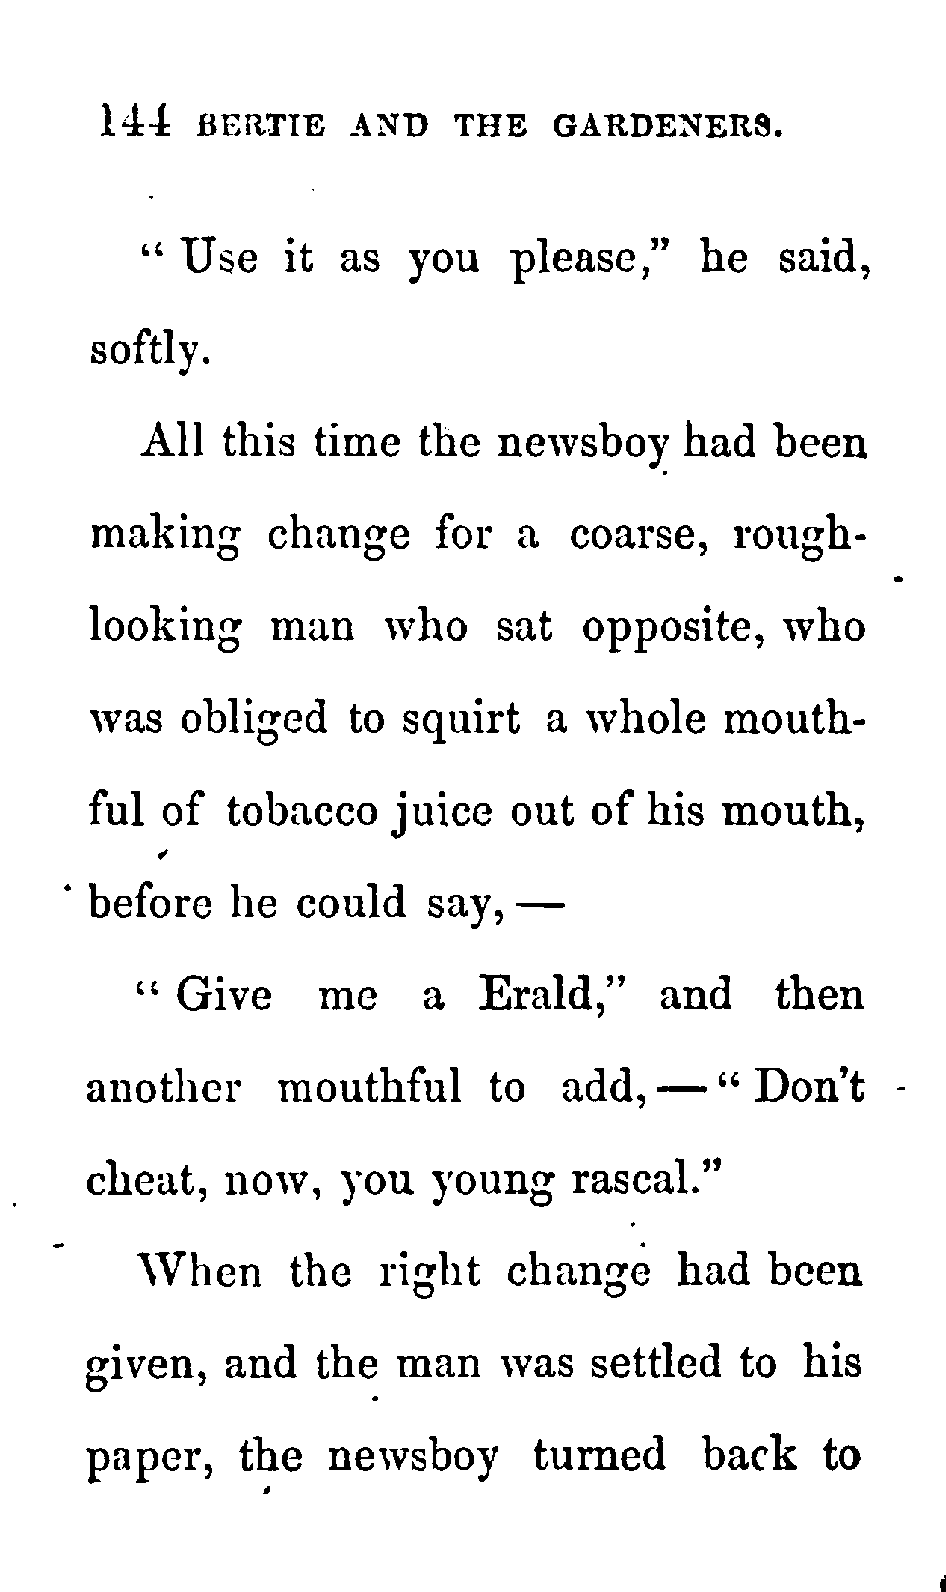 144 BERTIE AND THE GARDENERS.
“ Use it as you please,” he said,
softly.
All this time the newsboy had been
making change for a coarse, rough-
looking man who sat opposite, who
was obliged to squirt a whole mouth-
ful of tobacco juice out of his mouth,
before he could say, —
“ Give me a Erald,” and then
another mouthful to add, — “ Don’t
cheat, now, you young rascal.”
When the right change had been
given, and the man was settled to his
paper, the newsboy turned back to